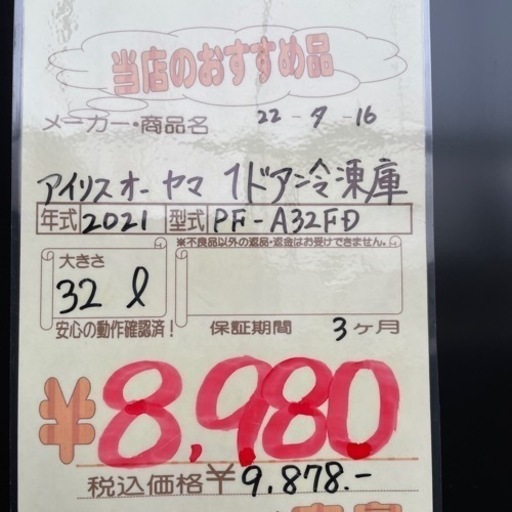 当店のおすすめ品
メーカー・商品名 22-9-16
アイリスオーヤマ 1ドア冷凍庫
年式 2021 型式 PF-A32FD
※不良品以外の返品・返金はお受けできません。
大きさ
32 ℓ
安心の動作確認済! 保証期間 3ヶ月
¥8,980
税込価格¥9,878.-